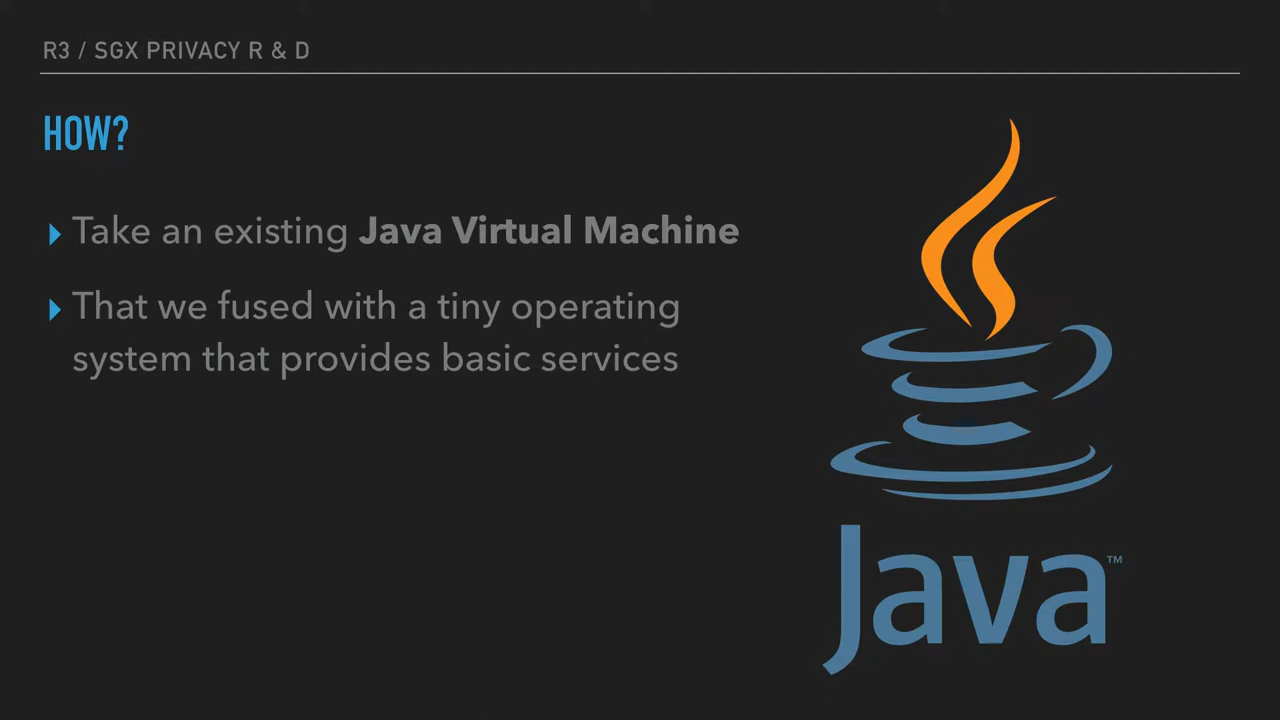 R3 / SGX PRIVACY R & D
HOW?
▸ Take an existing Java Virtual Machine
▸ That we fused with a tiny operating
system that provides basic services
Java™